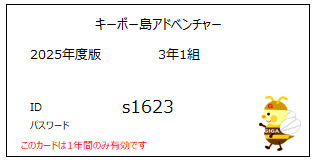 キーボー島アドベンチャー
2025年度版 3年1組
ID s1623
パスワード
このカードは1年間のみ有効です
GIGA